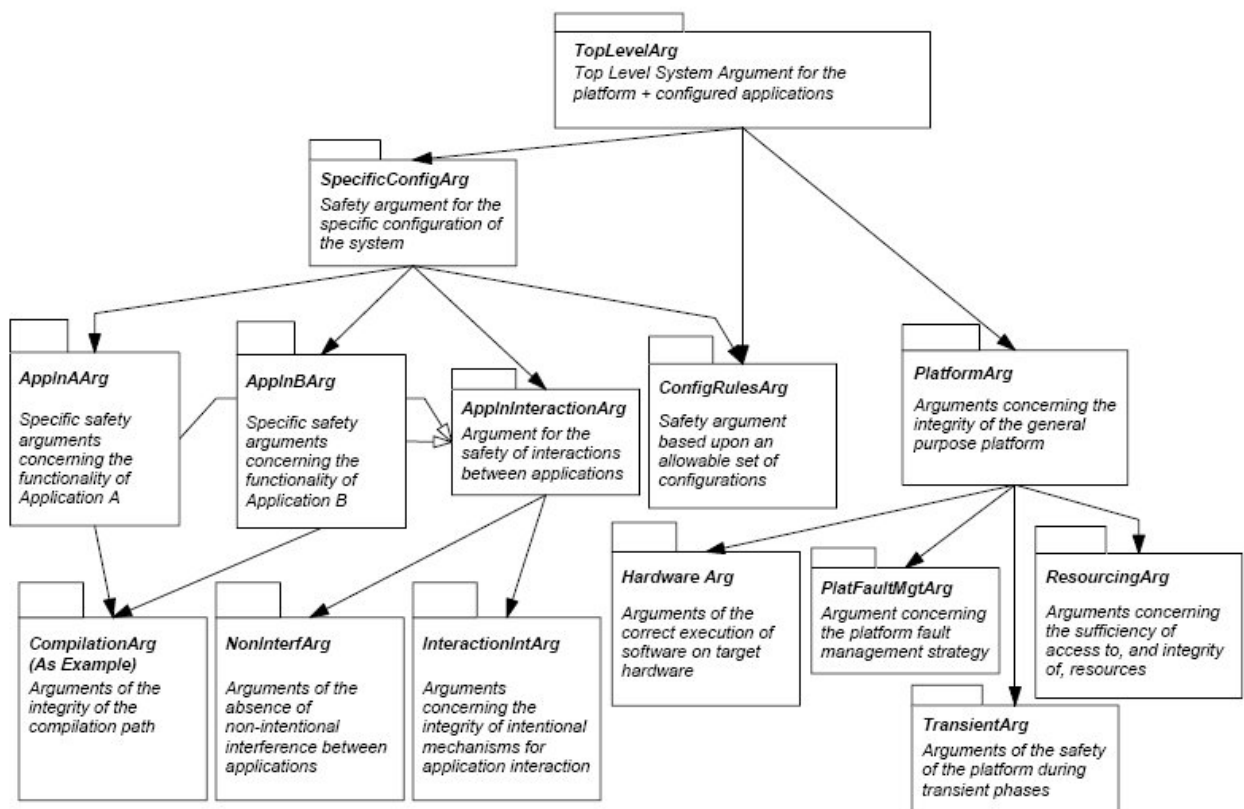 TopLevelArg
Top Level System Argument for the
platform + configured applications
SpecificConfigArg
Safety argument for the
specific configuration of
the system
ApplnAArg
Specific safety
arguments
concerning the
functionality of
Application A
ApplnBArg
Specific safety
arguments
concerning the
functionality of
Application B
ApplnInteractionArg
Argument for the
safety of interactions
between applications
ConfigRulesArg
Safety argument
based upon an
allowable set of
configurations
PlatformArg
Arguments concerning the
integrity of the general
purpose platform
CompilationArg
(As Example)
Arguments of the
integrity of the
compilation path
NonInterfArg
Arguments of the
absence of
non-intentional
interference between
applications
InteractionIntArg
Arguments
concerning the
integrity of intentional
mechanisms for
application interaction
Hardware Arg
Arguments of the
correct execution of
software on target
hardware
PlatFaultMgtArg
Argument concerning
the platform fault
management strategy
ResourcingArg
Arguments concerning
the sufficiency of
access to, and integrity
of, resources
TransientArg
Arguments of the safety
of the platform during
transient phases